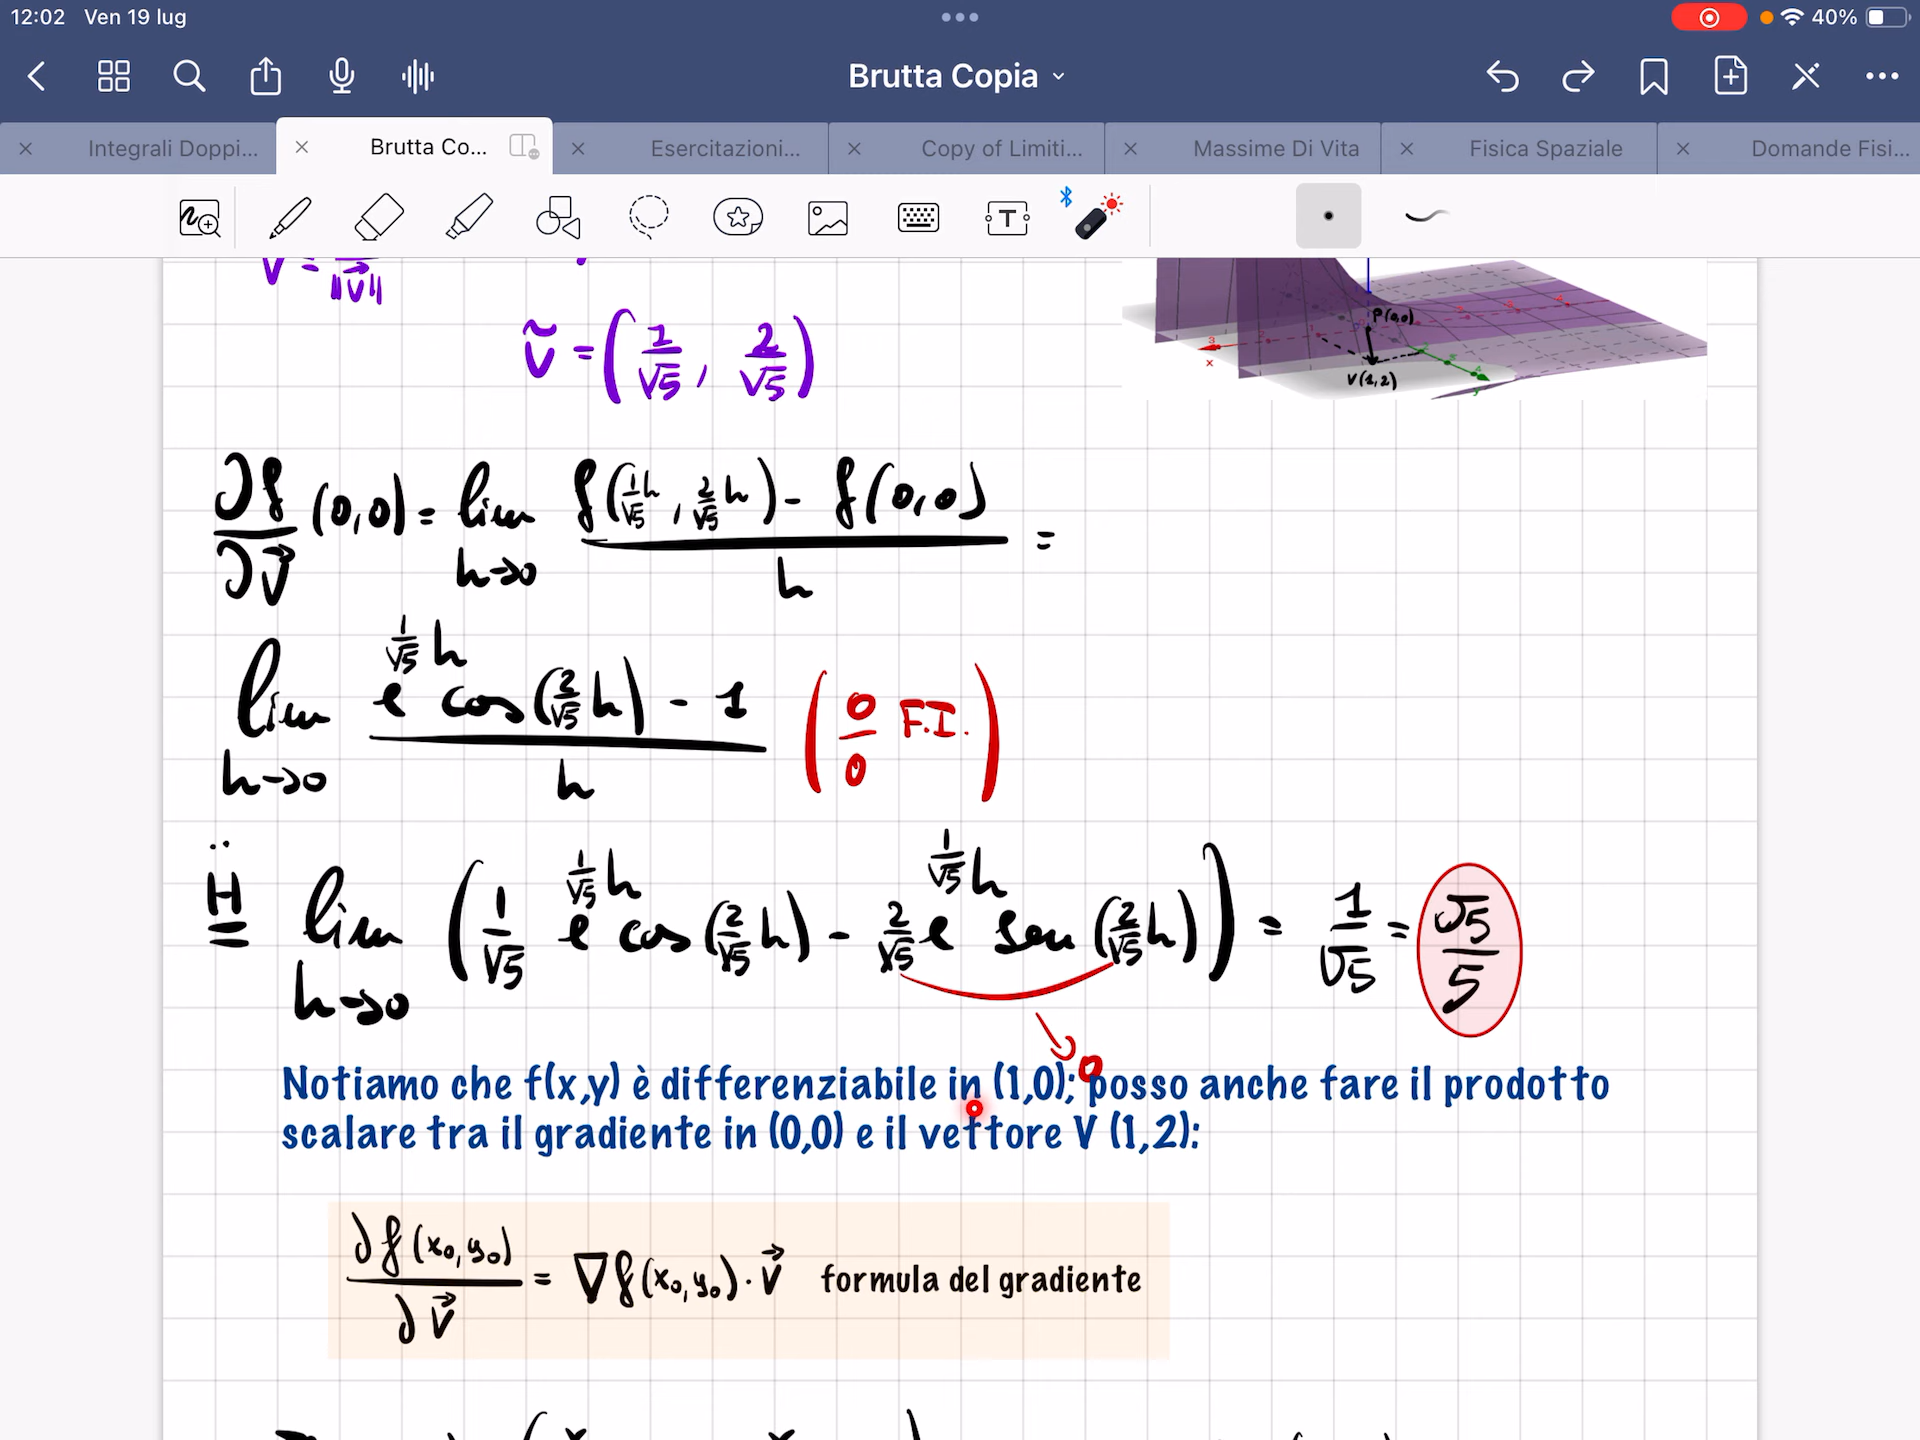 12:02 Ven 19 lug
40%
Brutta Copia
Integrali Doppi...
Brutta Co...
Esercitazioni...
Copy of Limiti...
Massime Di Vita
Fisica Spaziale
Domande Fisi...
ṽ = (1/√5, 2/√5)
P(0,0)
V(1,2)
x
∂f/∂v⃗ (0,0) = lim h→0 (f(1/√5 h, 2/√5 h) - f(0,0))/h =
lim h→0 (e^(1/√5 h) cos(2/√5 h) - 1)/h (0/0 F.I.)
Ḧ = lim h→0 (1/√5 e^(1/√5 h) cos(2/√5 h) - 2/√5 e^(1/√5 h) sen(2/√5 h)) = 1/√5 = √5/5
0
Notiamo che f(x,y) è differenziabile in (1,0); posso anche fare il prodotto
scalare tra il gradiente in (0,0) e il vettore V (1,2):
∂f(x₀,y₀)/∂v⃗ = ∇f(x₀,y₀)·v⃗ formula del gradiente